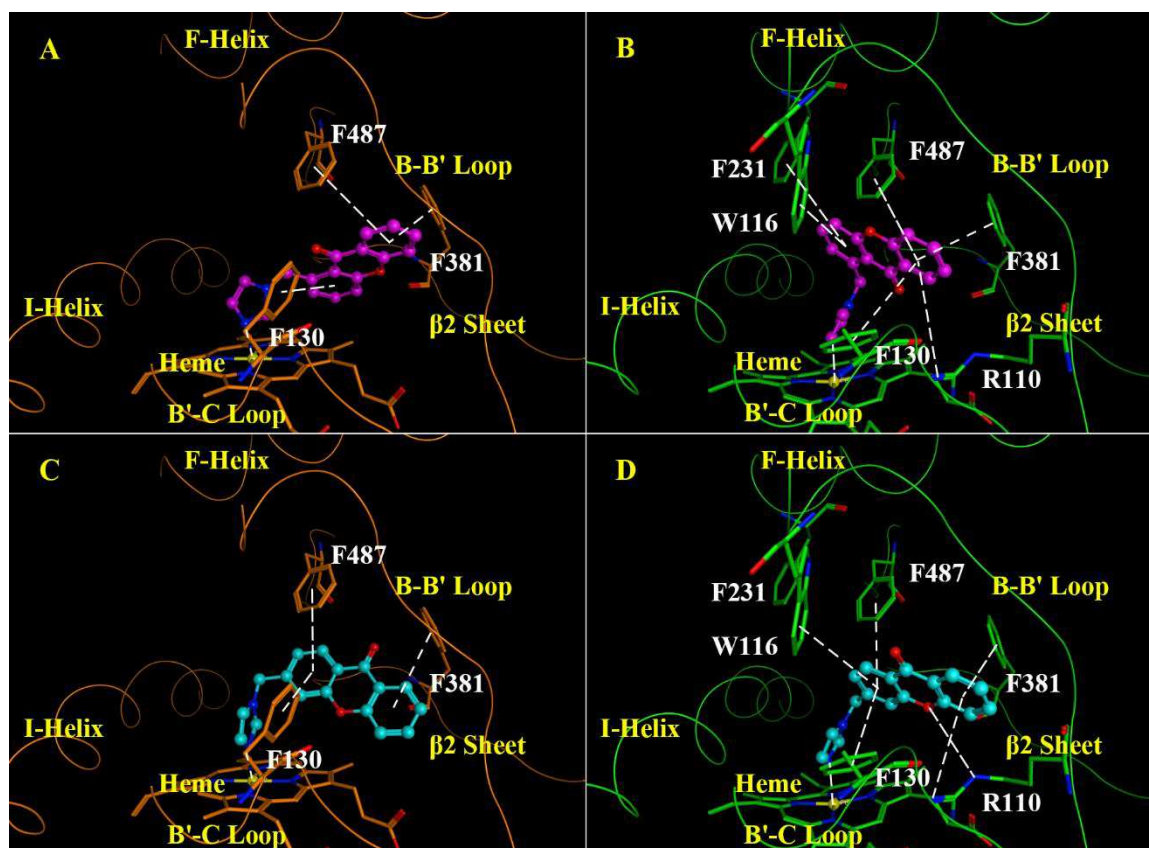 A
F-Helix
F487
B-B' Loop
F381
I-Helix
β2 Sheet
F130
Heme
B'-C Loop
B
F-Helix
F487
B-B' Loop
F231
W116
F381
I-Helix
β2 Sheet
Heme
F130
R110
B'-C Loop
C
F-Helix
F487
B-B' Loop
F381
I-Helix
β2 Sheet
F130
Heme
B'-C Loop
D
F-Helix
F487
B-B' Loop
F231
W116
F381
I-Helix
β2 Sheet
Heme
F130
R110
B'-C Loop